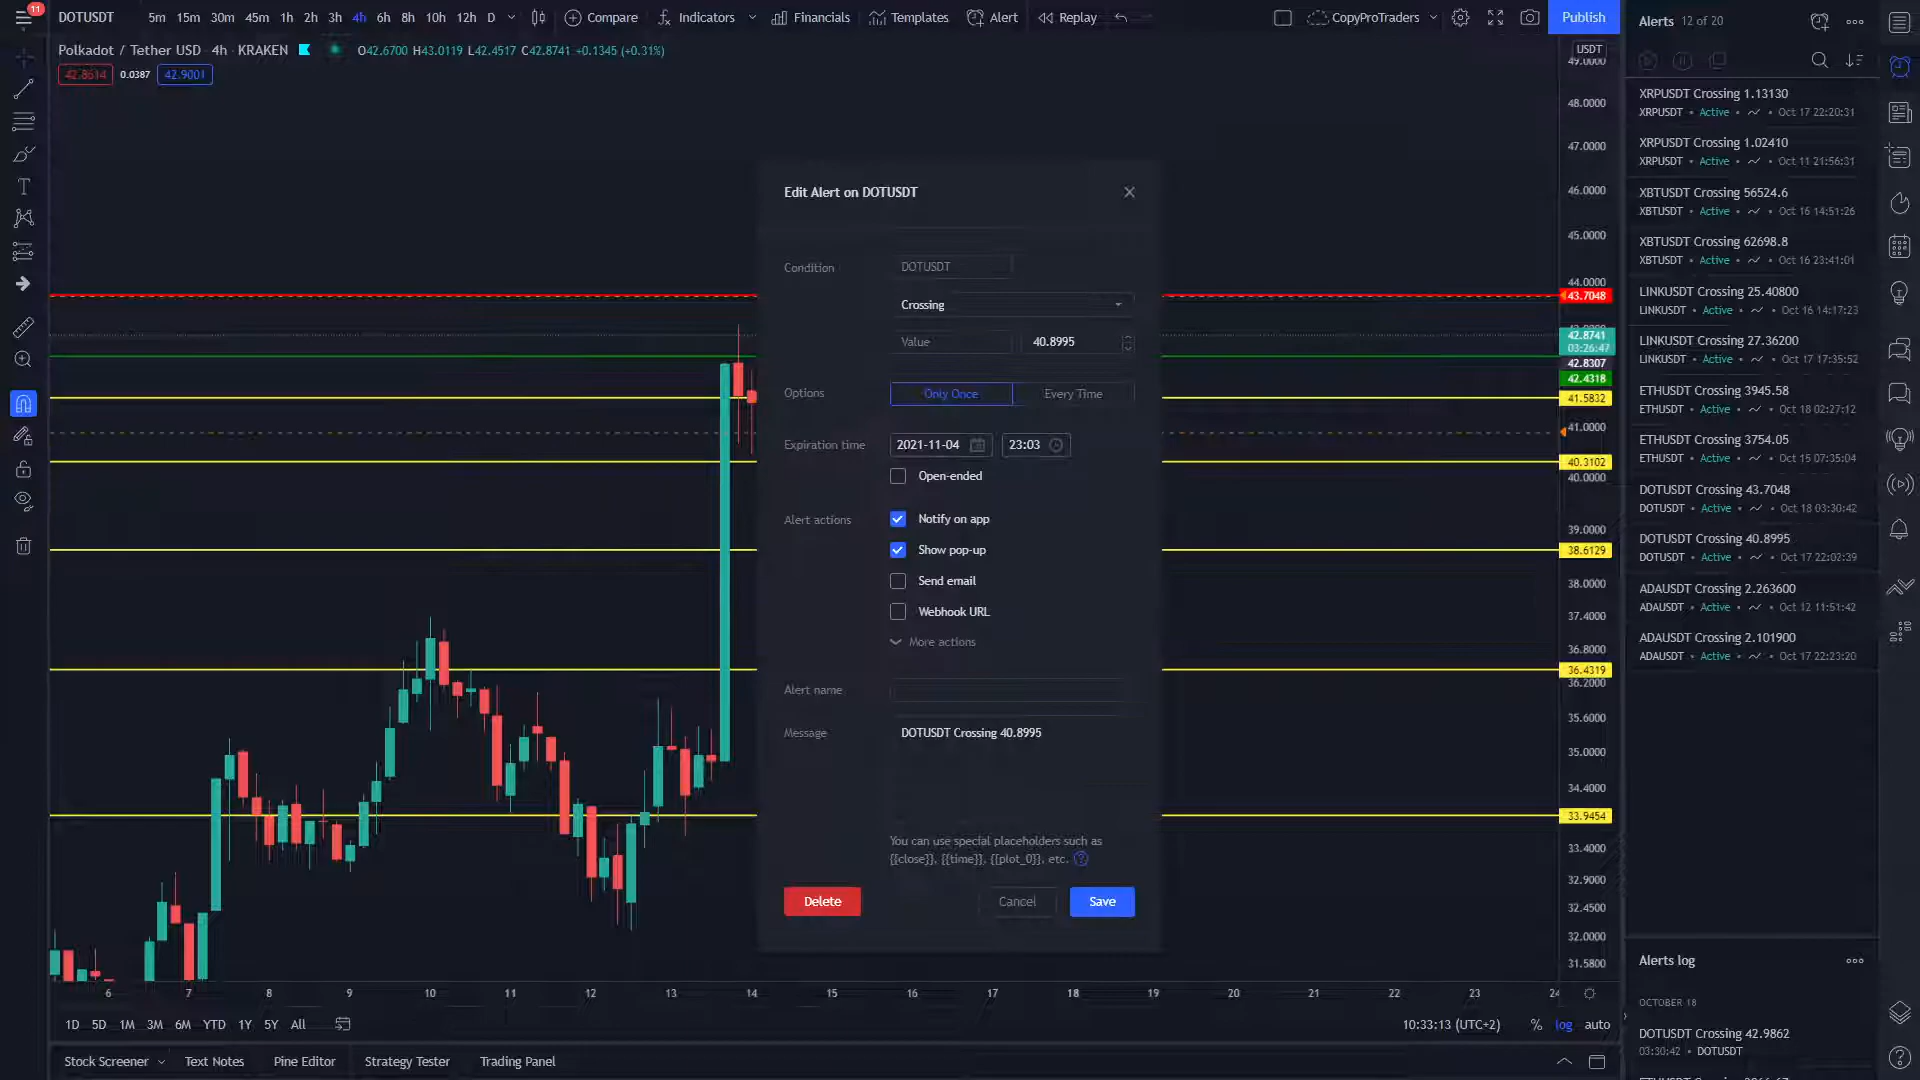 11
DOTUSDT
5m 15m 30m 45m 1h 2h 3h 4h 6h 8h 10h 12h D
Compare
Indicators
Financials
Templates
Alert
Replay
CopyProTraders
Publish
Polkadot / Tether USD · 4h · KRAKEN
O42.6700 H43.0119 L42.4517 C42.8741 +0.1345 (+0.31%)
42.8614 0.0387 42.9001
USDT
49.0000
48.0000
47.0000
46.0000
45.0000
44.0000
43.7048
42.8741
03:26:47
42.8307
42.4318
41.5832
41.0000
40.3102
40.0000
39.0000
38.6129
38.0000
37.4000
36.8000
36.4319
36.2000
35.6000
35.0000
34.4000
33.9454
33.4000
32.9000
32.4500
32.0000
31.5800
Edit Alert on DOTUSDT
Condition
DOTUSDT
Crossing
Value
40.8995
Options
Only Once
Every Time
Expiration time
2021-11-04
23:03
Open-ended
Alert actions
Notify on app
Show pop-up
Send email
Webhook URL
More actions
Alert name
Message
DOTUSDT Crossing 40.8995
You can use special placeholders such as
{{close}}, {{time}}, {{plot_0}}, etc.
Delete
Cancel
Save
6 7 8 9 10 11 12 13 14 15 16 17 18 19 20 21 22 23 24
1D 5D 1M 3M 6M YTD 1Y 5Y All
10:33:13 (UTC+2)
% log auto
Stock Screener
Text Notes
Pine Editor
Strategy Tester
Trading Panel
Alerts 12 of 20
XRPUSDT Crossing 1.13130
XRPUSDT • Active • • Oct 17 22:20:31
XRPUSDT Crossing 1.02410
XRPUSDT • Active • • Oct 11 21:56:31
XBTUSDT Crossing 56524.6
XBTUSDT • Active • • Oct 16 14:51:26
XBTUSDT Crossing 62698.8
XBTUSDT • Active • • Oct 16 23:41:01
LINKUSDT Crossing 25.40800
LINKUSDT • Active • • Oct 16 14:17:23
LINKUSDT Crossing 27.36200
LINKUSDT • Active • • Oct 17 17:35:52
ETHUSDT Crossing 3945.58
ETHUSDT • Active • • Oct 18 02:27:12
ETHUSDT Crossing 3754.05
ETHUSDT • Active • • Oct 15 07:35:04
DOTUSDT Crossing 43.7048
DOTUSDT • Active • • Oct 18 03:30:42
DOTUSDT Crossing 40.8995
DOTUSDT • Active • • Oct 17 22:02:39
ADAUSDT Crossing 2.263600
ADAUSDT • Active • • Oct 12 11:51:42
ADAUSDT Crossing 2.101900
ADAUSDT • Active • • Oct 17 22:23:20
Alerts log
OCTOBER 18
DOTUSDT Crossing 42.9862
03:30:42 • DOTUSDT